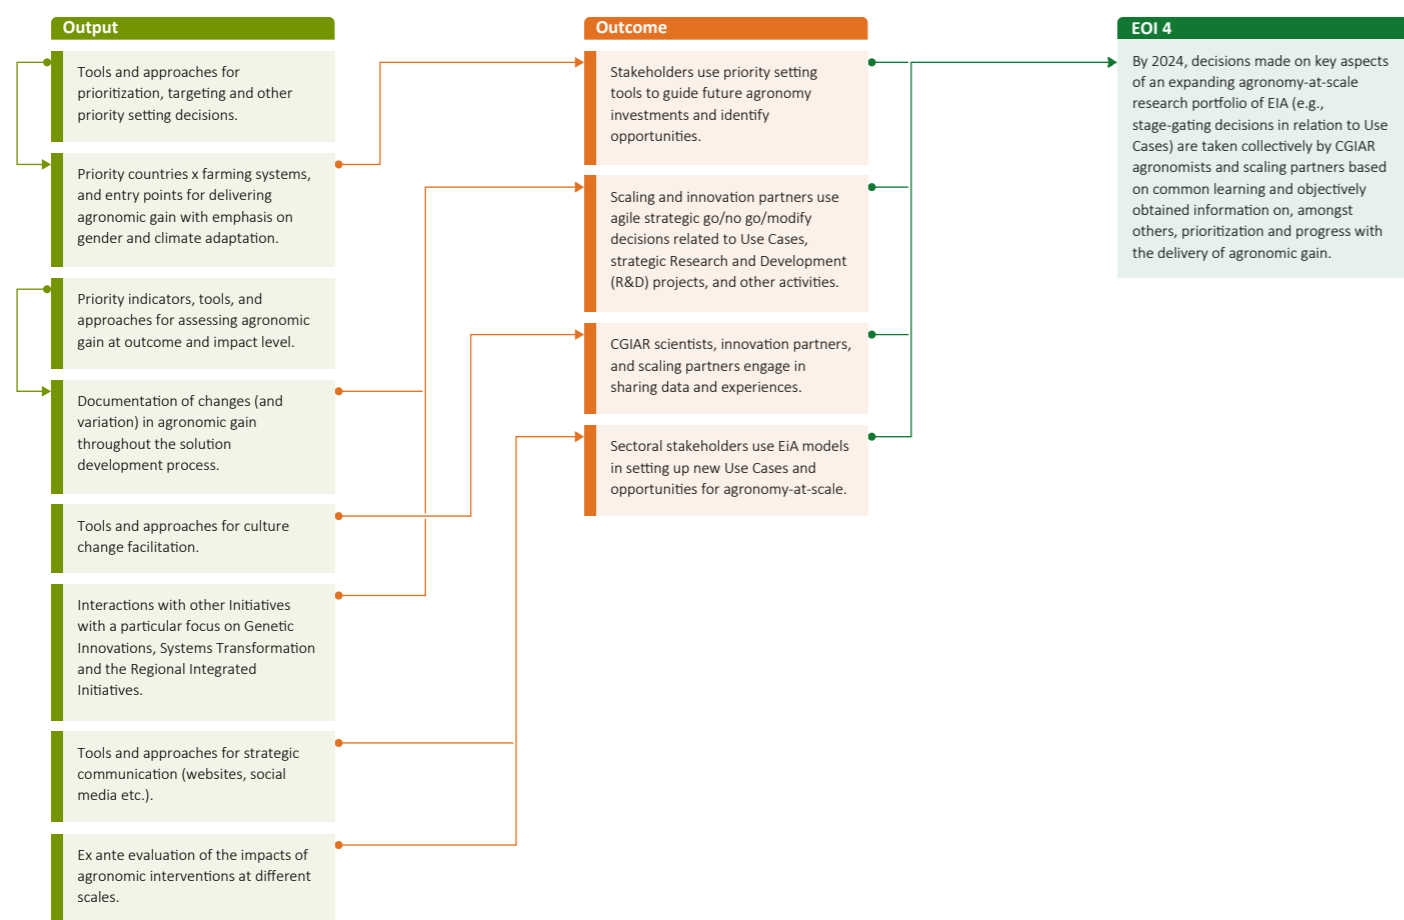 Output
Tools and approaches for
prioritization, targeting and other
priority setting decisions.
Priority countries x farming systems,
and entry points for delivering
agronomic gain with emphasis on
gender and climate adaptation.
Priority indicators, tools, and
approaches for assessing agronomic
gain at outcome and impact level.
Documentation of changes (and
variation) in agronomic gain
throughout the solution
development process.
Tools and approaches for culture
change facilitation.
Interactions with other Initiatives
with a particular focus on Genetic
Innovations, Systems Transformation
and the Regional Integrated
Initiatives.
Tools and approaches for strategic
communication (websites, social
media etc.).
Ex ante evaluation of the impacts of
agronomic interventions at different
scales.
Outcome
Stakeholders use priority setting
tools to guide future agronomy
investments and identify
opportunities.
Scaling and innovation partners use
agile strategic go/no go/modify
decisions related to Use Cases,
strategic Research and Development
(R&D) projects, and other activities.
CGIAR scientists, innovation partners,
and scaling partners engage in
sharing data and experiences.
Sectoral stakeholders use EiA models
in setting up new Use Cases and
opportunities for agronomy-at-scale.
EOI 4
By 2024, decisions made on key aspects
of an expanding agronomy-at-scale
research portfolio of EIA (e.g.,
stage-gating decisions in relation to Use
Cases) are taken collectively by CGIAR
agronomists and scaling partners based
on common learning and objectively
obtained information on, amongst
others, prioritization and progress with
the delivery of agronomic gain.